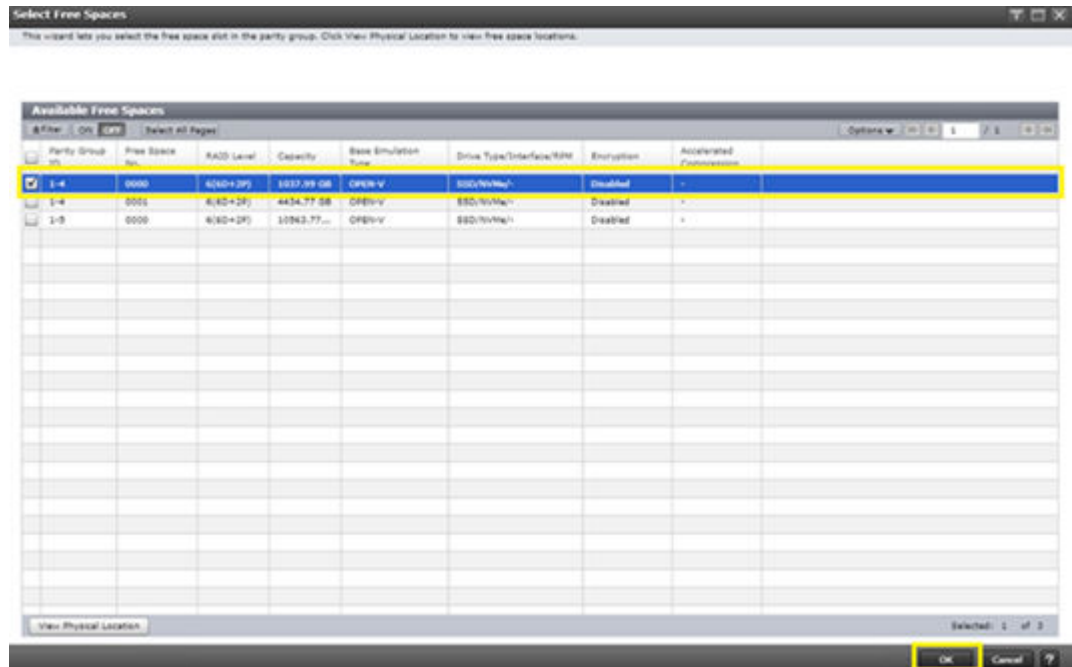 Select Free Spaces
This wizard lets you select the free space slot in the parity group. Click View Physical Location to view free space locations.
Available Free Spaces
Filter ON OFF Select All Pages Options 1 / 1
Parity Group ID Free Space No. RAID Level Capacity Base Emulation Type Drive Type/Interface/RPM Encryption Accelerated Compression
1-4 0000 6(6D+2P) 1037.99 GB OPEN-V SSD/NVMe/- Disabled -
1-4 0001 6(6D+2P) 4434.77 GB OPEN-V SSD/NVMe/- Disabled -
0000 6(6D+2P) 10563.77... OPEN-V SSD/NVMe/- Disabled -
View Physical Location Selected: 1 of 3
OK Cancel ?